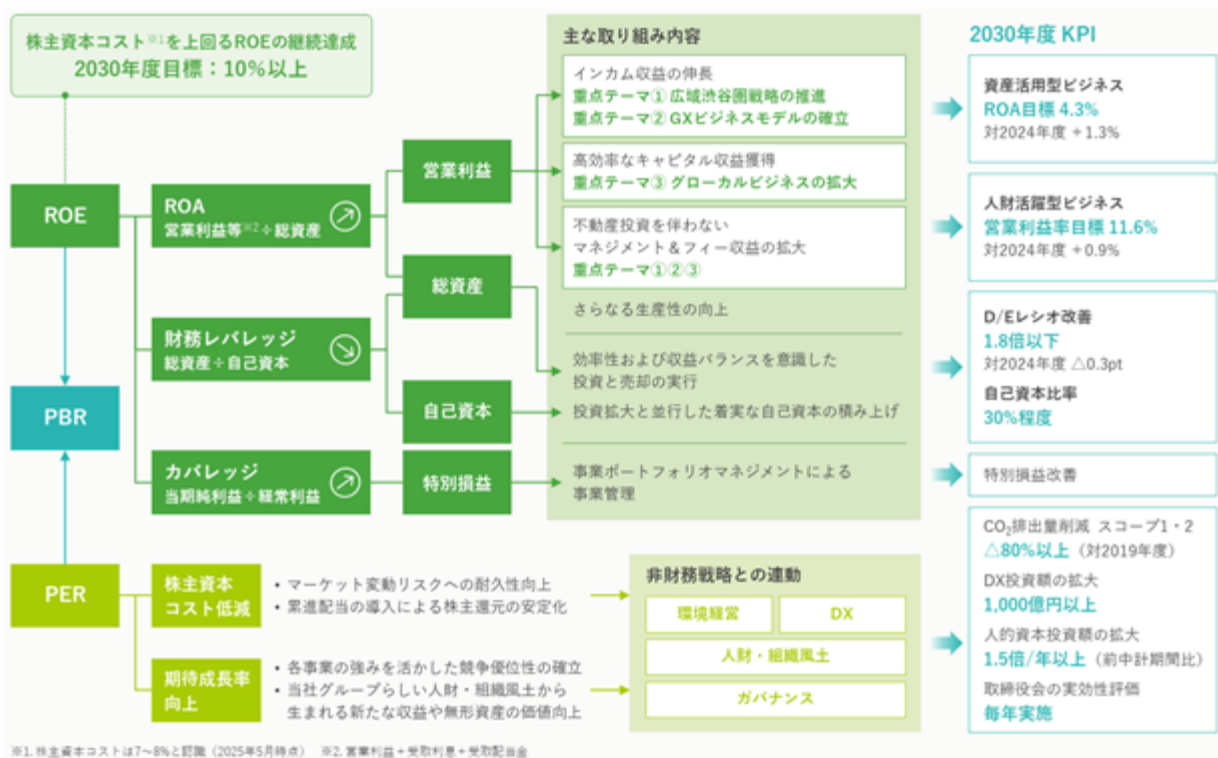 株主資本コスト※1を上回るROEの継続達成
2030年度目標：10%以上
ROE
PBR
PER
ROA
営業利益等※2÷総資産
財務レバレッジ
総資産÷自己資本
カバレッジ
当期純利益÷経常利益
営業利益
総資産
自己資本
特別損益
主な取り組み内容
インカム収益の伸長
重点テーマ① 広域渋谷圏戦略の推進
重点テーマ② GXビジネスモデルの確立
高効率なキャピタル収益獲得
重点テーマ③ グローカルビジネスの拡大
不動産投資を伴わない
マネジメント＆フィー収益の拡大
重点テーマ①②③
さらなる生産性の向上
効率性および収益バランスを意識した
投資と売却の実行
投資拡大と並行した着実な自己資本の積み上げ
事業ポートフォリオマネジメントによる
事業管理
株主資本
コスト低減
• マーケット変動リスクへの耐久性向上
• 累進配当の導入による株主還元の安定化
期待成長率
向上
• 各事業の強みを活かした競争優位性の確立
• 当社グループらしい人財・組織風土から
生まれる新たな収益や無形資産の価値向上
非財務戦略との連動
環境経営
DX
人財・組織風土
ガバナンス
2030年度 KPI
資産活用型ビジネス
ROA目標 4.3%
対2024年度 +1.3%
人財活躍型ビジネス
営業利益率目標 11.6%
対2024年度 +0.9%
D/Eレシオ改善
1.8倍以下
対2024年度 △0.3pt
自己資本比率
30%程度
特別損益改善
CO₂排出量削減 スコープ1・2
△80%以上（対2019年度）
DX投資額の拡大
1,000億円以上
人的資本投資額の拡大
1.5倍/年以上（前中計期間比）
取締役会の実効性評価
毎年実施
※1. 株主資本コストは7〜8%と認識（2025年5月時点） ※2. 営業利益＋受取利息＋受取配当金